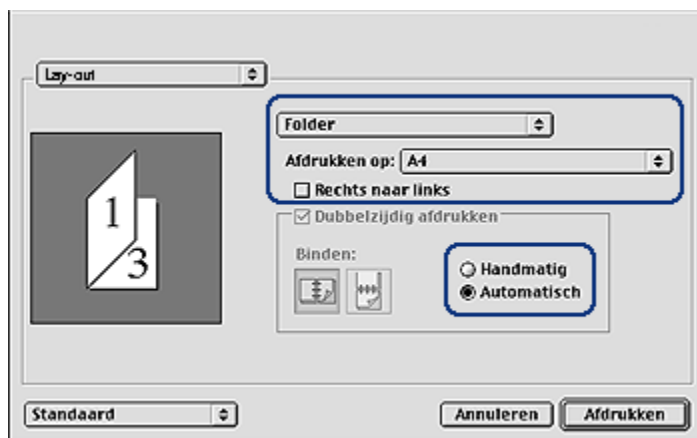 Lay-out
Folder
Afdrukken op: A4
Rechts naar links
1
3
Dubbelzijdig afdrukken
Binden:
Handmatig
Automatisch
Standaard
Annuleren
Afdrukken